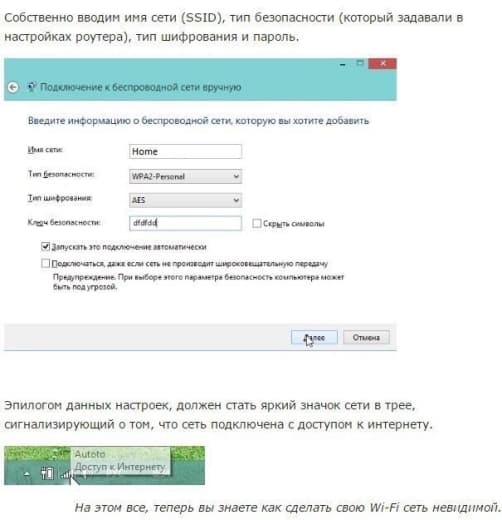 Собственно вводим имя сети (SSID), тип безопасности (который задавали в
настройках роутера), тип шифрования и пароль.
Подключение к беспроводной сети вручную
Введите информацию о беспроводной сети, которую вы хотите добавить
Имя сети:
Home
Тип безопасности:
WPA2-Personal
Тип шифрования:
AES
Ключ безопасности:
dfdfdd
Скрыть символы
Запускать это подключение автоматически
Подключаться, даже если сеть не производит широковещательную передачу
Предупреждение. При выборе этого параметра безопасность компьютера может
быть под угрозой.
Далее
Отмена
Эпилогом данных настроек, должен стать яркий значок сети в трее,
сигнализирующий о том, что сеть подключена с доступом к интернету.
Autoto
Доступ к Интернету
На этом все, теперь вы знаете как сделать свою Wi-Fi сеть невидимой.